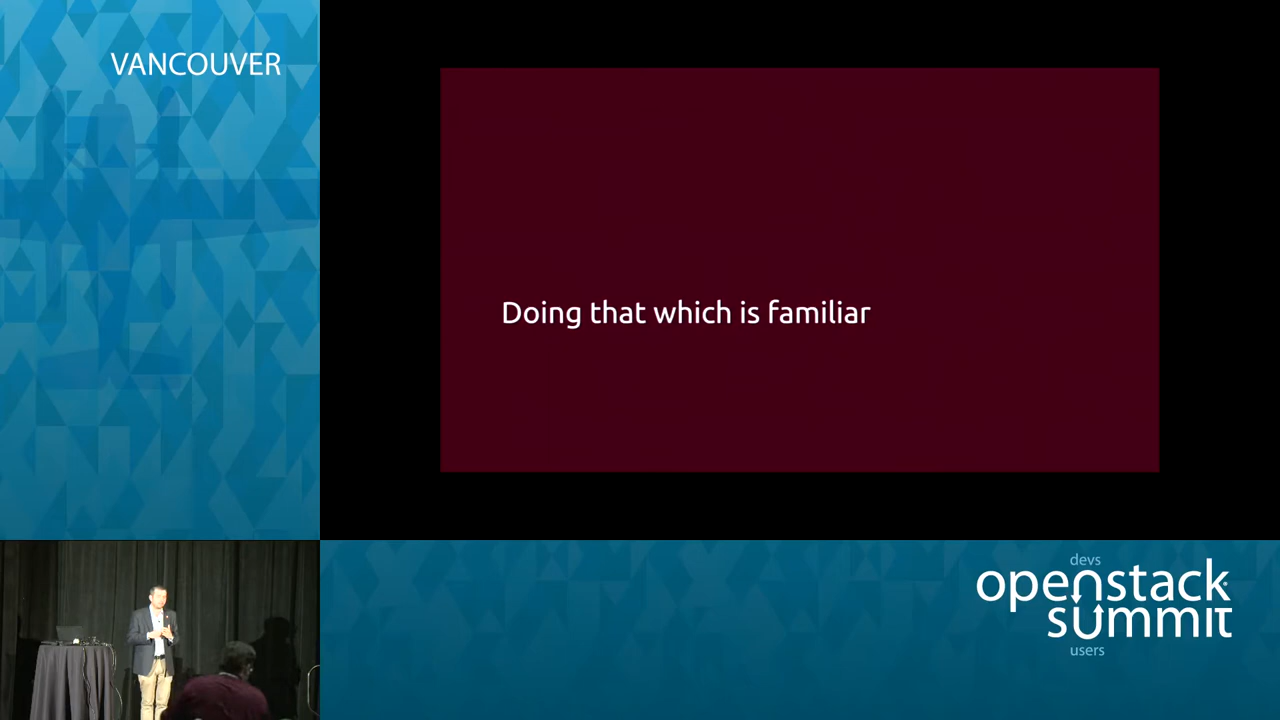 VANCOUVER
Doing that which is familiar
devs
openstack
summit
users